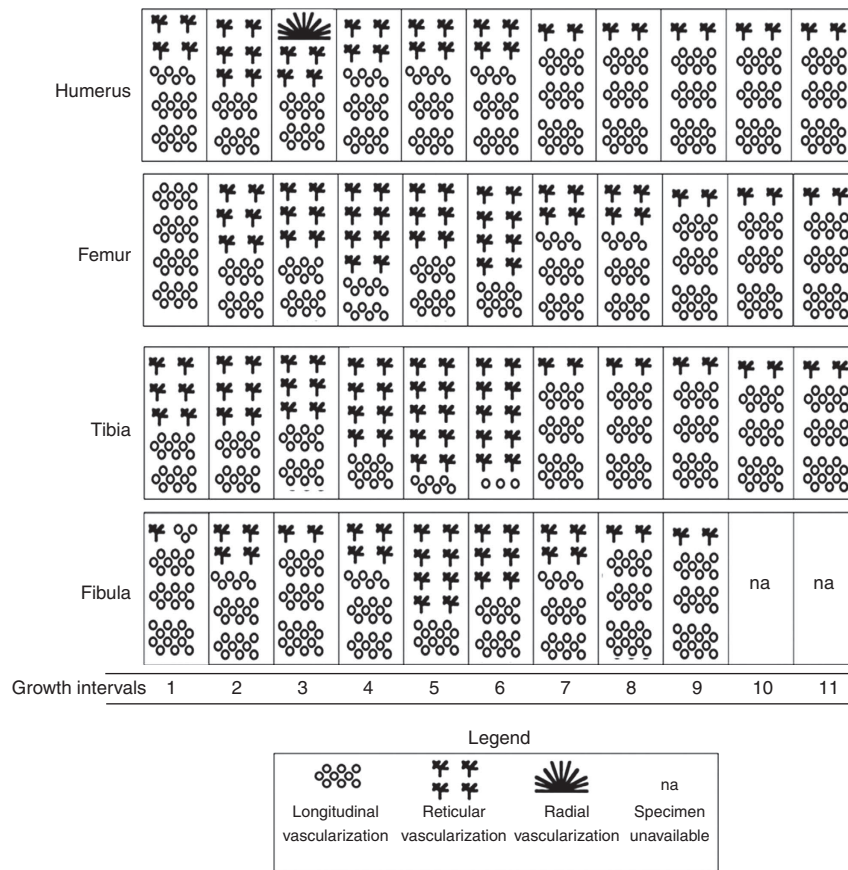 Humerus
Femur
Tibia
Fibula
na na
Growth intervals 1 2 3 4 5 6 7 8 9 10 11
Legend
na
Longitudinal Reticular Radial Specimen
vascularization vascularization vascularization unavailable